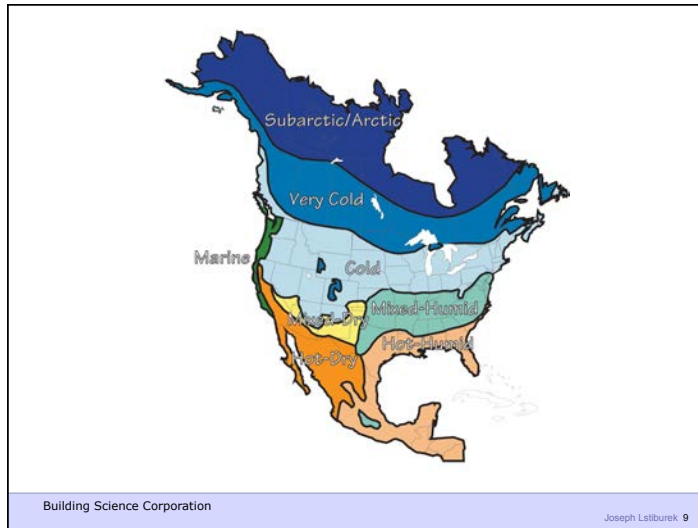 Subarctic/Arctic
Very Cold
Marine
Cold
Mixed-Humid
Mixed-Dry
Hot-Humid
Hot-Dry
Building Science Corporation
Joseph Lstiburek 9